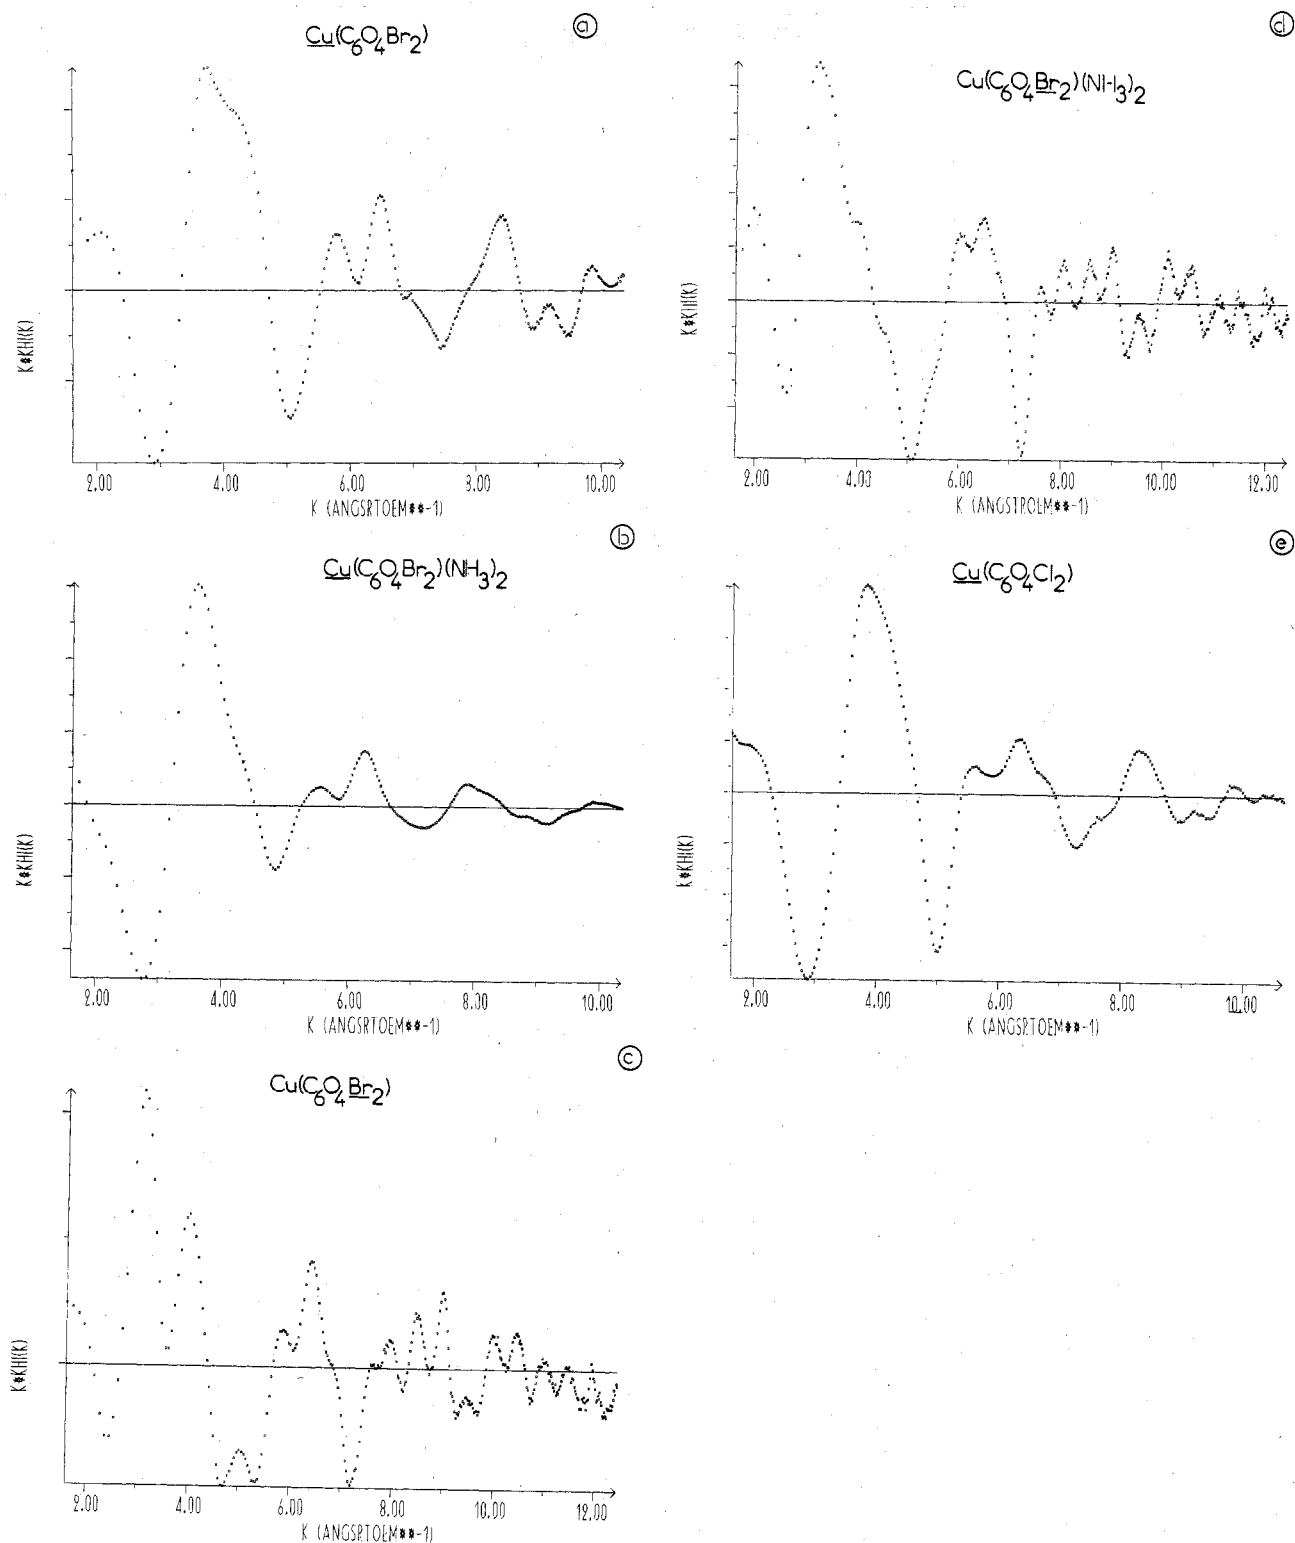 ⓐ
Cu(C6O4Br2)
K*KHI(K)
2.00 4.00 6.00 8.00 10.00
K (ANGSRTOEM**-1)
ⓑ
Cu(C6O4Br2)(NH3)2
K*KHI(K)
2.00 4.00 6.00 8.00 10.00
K (ANGSRTOEM**-1)
ⓒ
Cu(C6O4Br2)
K*KHI(K)
2.00 4.00 6.00 8.00 10.00 12.00
K (ANGSRTOEM**-1)
ⓓ
Cu(C6O4Br2)(NH3)2
K*KHI(K)
2.00 4.00 6.00 8.00 10.00 12.00
K (ANGSTROEM**-1)
ⓔ
Cu(C6O4Cl2)
K*KHI(K)
2.00 4.00 6.00 8.00 10.00
K (ANGSRTOEM**-1)